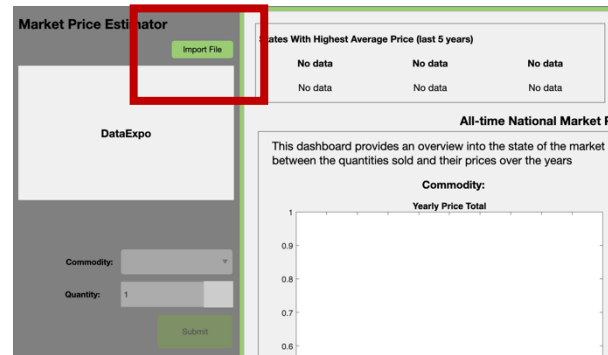 Market Price Estimator
Import File
DataExpo
Commodity:
Quantity: 1
Submit
States With Highest Average Price (last 5 years)
No data No data No data
No data No data No data
All-time National Market
This dashboard provides an overview into the state of the market
between the quantities sold and their prices over the years
Commodity:
Yearly Price Total
1
0.9
0.8
0.7
0.6